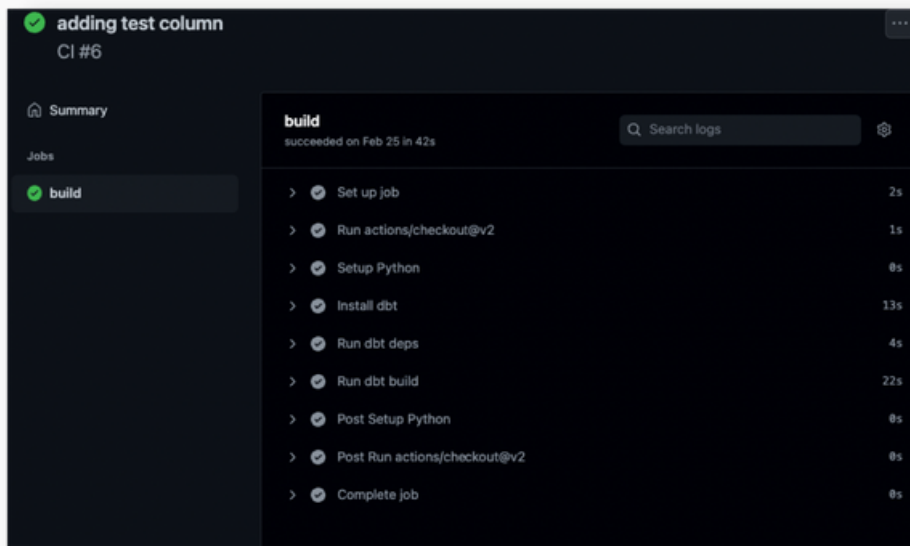 adding test column
CI #6
Summary
Jobs
build
build
succeeded on Feb 25 in 42s
Search logs
Set up job 2s
Run actions/checkout@v2 1s
Setup Python 0s
Install dbt 13s
Run dbt deps 4s
Run dbt build 22s
Post Setup Python 0s
Post Run actions/checkout@v2 0s
Complete job 0s